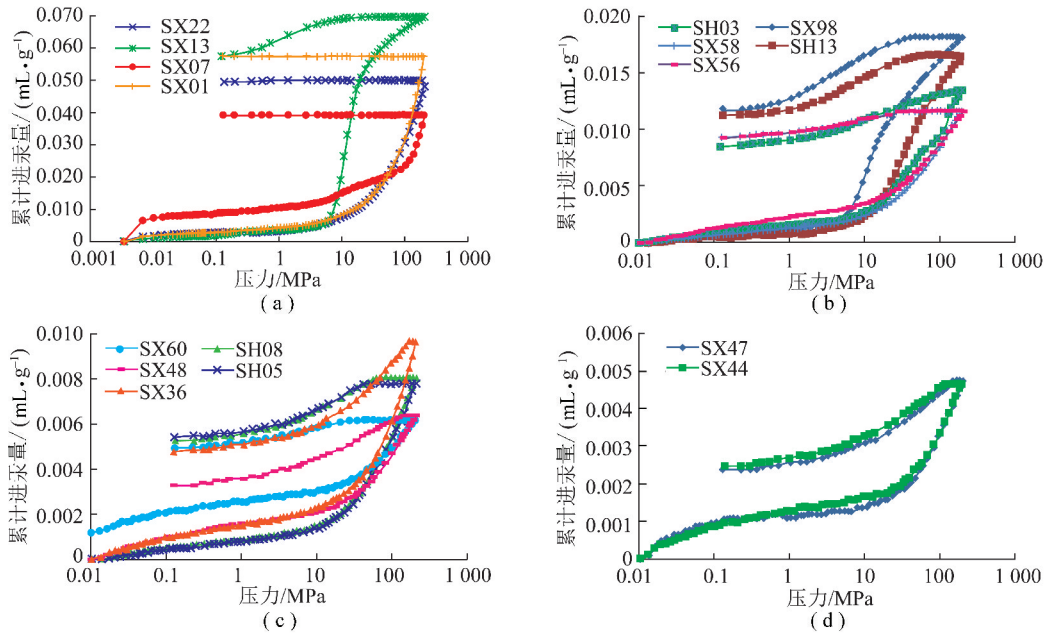 0.070
0.060
0.050
0.040
0.030
0.020
0.010
0
累计进汞量/(mL•g⁻¹)
SX22
SX13
SX07
SX01
0.001
0.01
0.1
1
10
100
1 000
压力/MPa
(a)
0.020
0.015
0.010
0.005
0
累计进汞量/(mL•g⁻¹)
SH03
SX98
SX58
SH13
SX56
0.01
0.1
1
10
100
1 000
压力/MPa
(b)
0.010
0.008
0.006
0.004
0.002
0
累计进汞量/(mL•g⁻¹)
SX60
SH08
SX48
SH05
SX36
0.01
0.1
1
10
100
1 000
压力/MPa
(c)
0.006
0.005
0.004
0.003
0.002
0.001
0
累计进汞量/(mL•g⁻¹)
SX47
SX44
0.01
0.1
1
10
100
1 000
压力/MPa
(d)